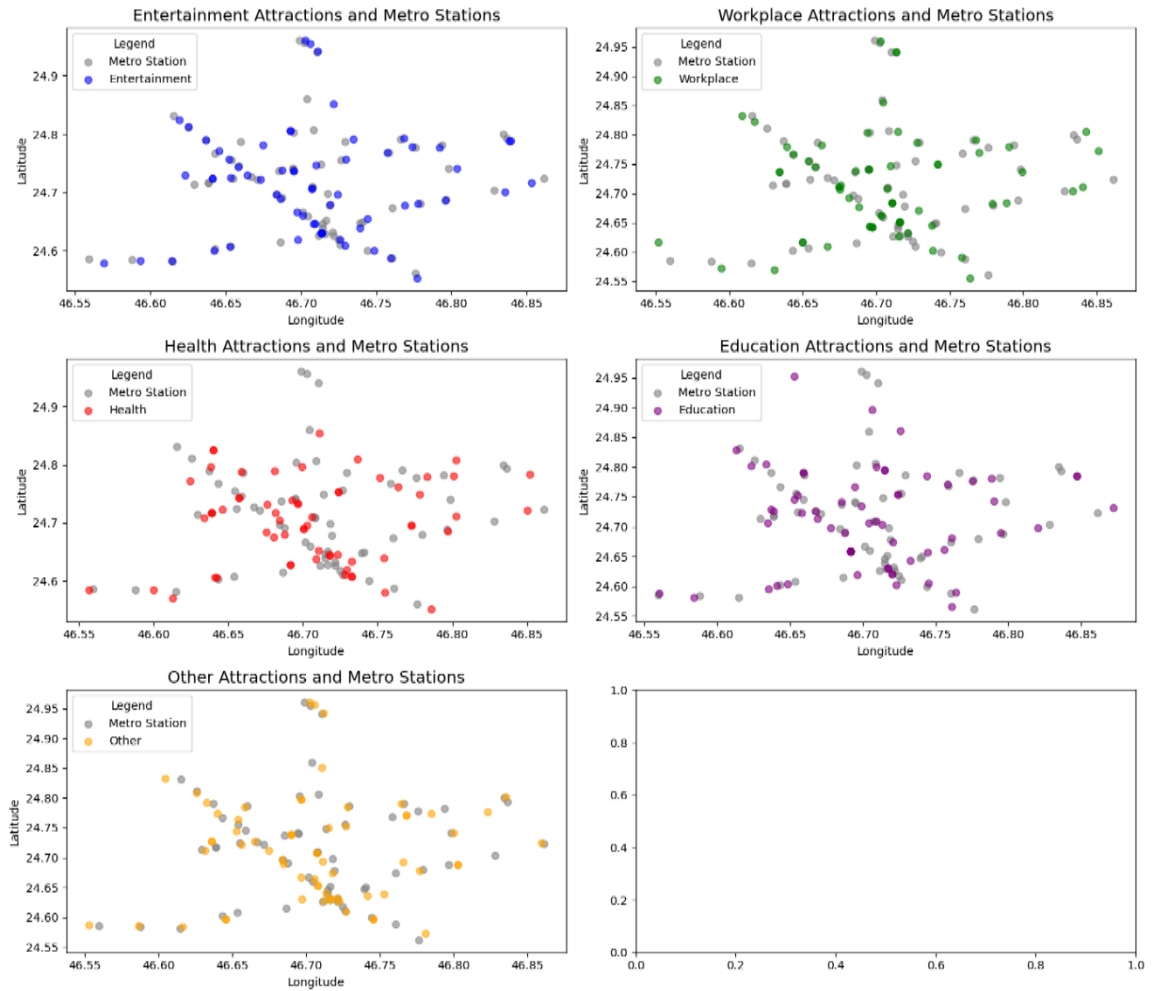 Entertainment Attractions and Metro Stations
Legend
Metro Station
Entertainment
Latitude
24.9
24.8
24.7
24.6
46.55 46.60 46.65 46.70 46.75 46.80 46.85
Longitude
Workplace Attractions and Metro Stations
Legend
Metro Station
Workplace
Latitude
24.95
24.90
24.85
24.80
24.75
24.70
24.65
24.60
24.55
46.55 46.60 46.65 46.70 46.75 46.80 46.85
Longitude
Health Attractions and Metro Stations
Legend
Metro Station
Health
Latitude
24.9
24.8
24.7
24.6
46.55 46.60 46.65 46.70 46.75 46.80 46.85
Longitude
Education Attractions and Metro Stations
Legend
Metro Station
Education
Latitude
24.95
24.90
24.85
24.80
24.75
24.70
24.65
24.60
24.55
46.55 46.60 46.65 46.70 46.75 46.80 46.85
Longitude
Other Attractions and Metro Stations
Legend
Metro Station
Other
Latitude
24.95
24.90
24.85
24.80
24.75
24.70
24.65
24.60
24.55
46.55 46.60 46.65 46.70 46.75 46.80 46.85
Longitude
1.0
0.8
0.6
0.4
0.2
0.0
0.0 0.2 0.4 0.6 0.8 1.0